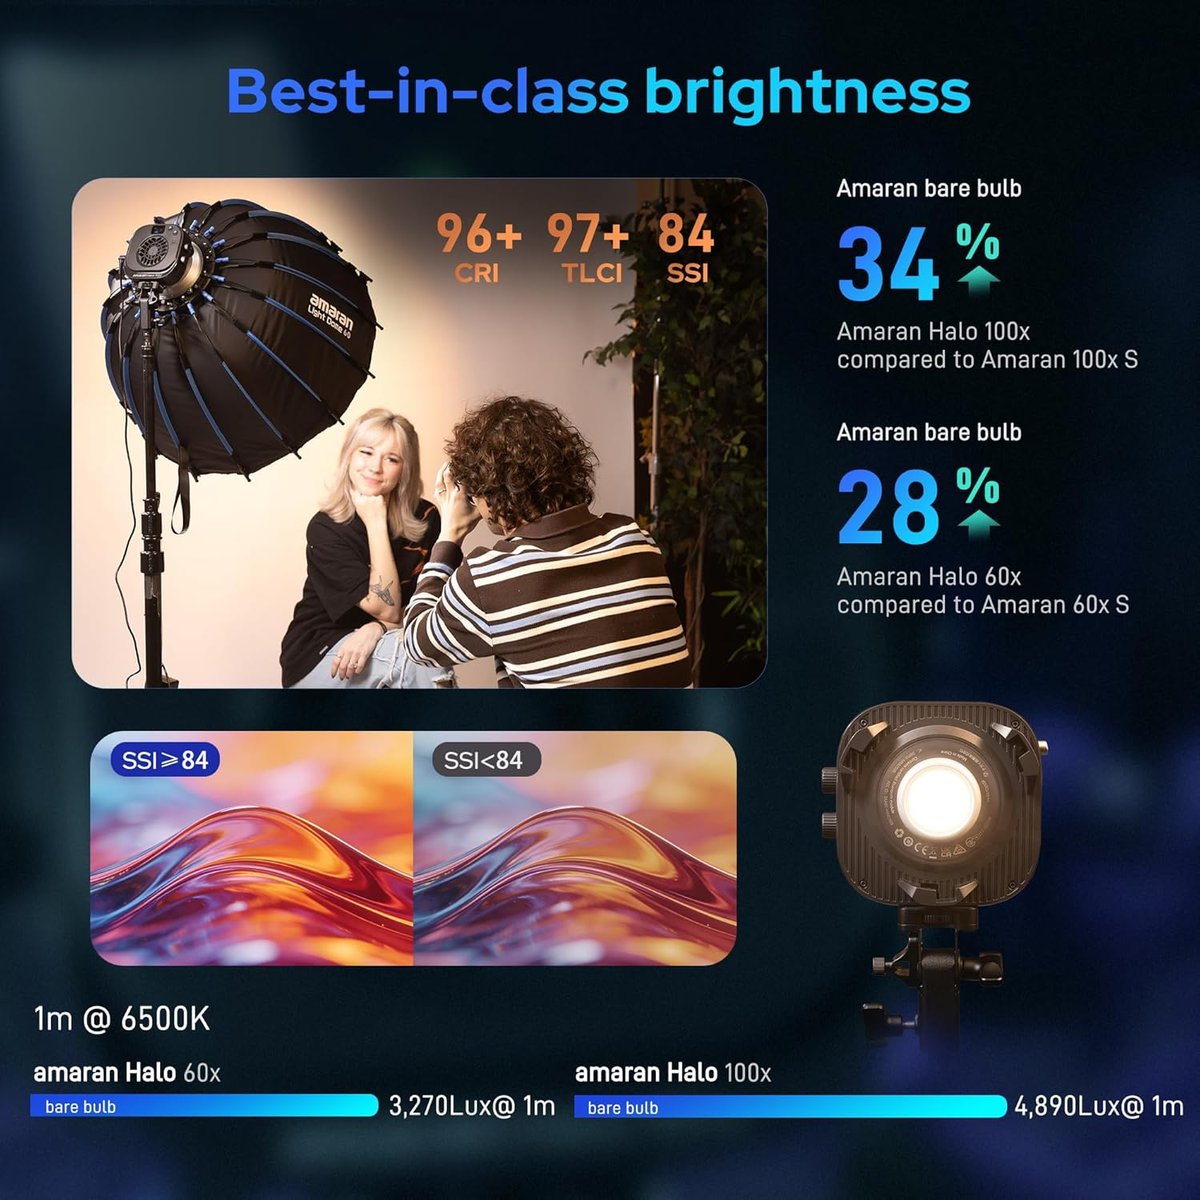 Best-in-class brightness
96+ 97+ 84
CRI TLCI SSI
amaran
Light Dome 60
Amaran bare bulb
34%
Amaran Halo 100x
compared to Amaran 100x S
Amaran bare bulb
28%
Amaran Halo 60x
compared to Amaran 60x S
SSI⩾84
SSI<84
1m @ 6500K
amaran Halo 60x
bare bulb
3,270Lux@ 1m
amaran Halo 100x
bare bulb
4,890Lux@ 1m